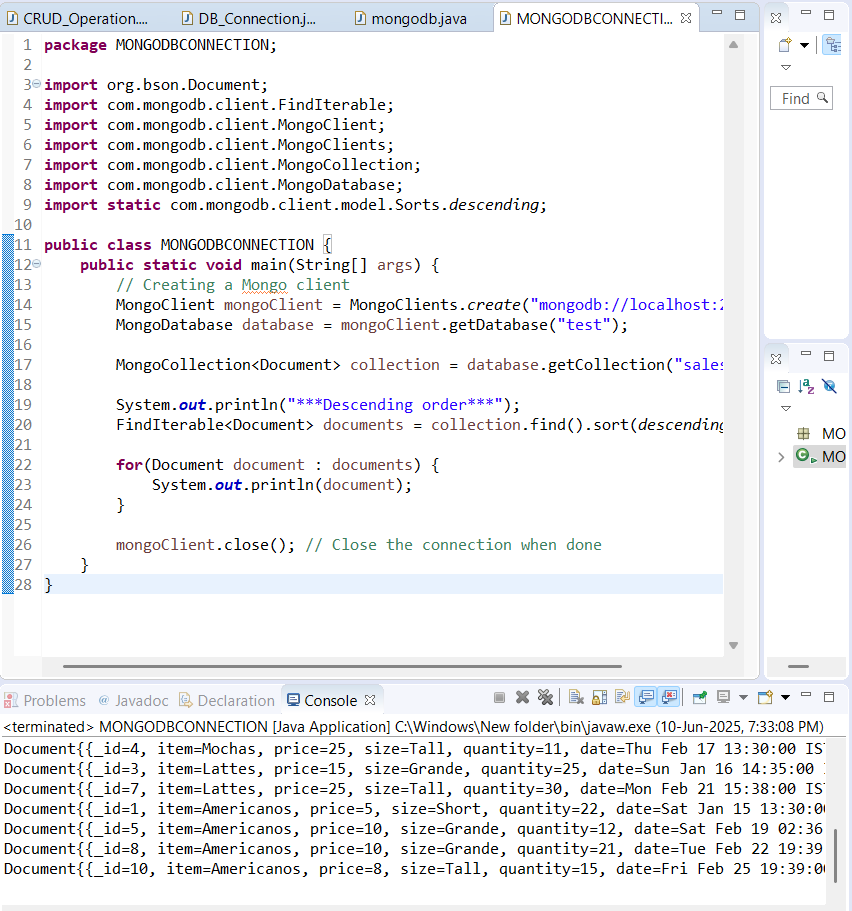 CRUD_Operation....
DB_Connection.j...
mongodb.java
MONGODBCONNECTI...
1 package MONGODBCONNECTION;
2
3 import org.bson.Document;
4 import com.mongodb.client.FindIterable;
5 import com.mongodb.client.MongoClient;
6 import com.mongodb.client.MongoClients;
7 import com.mongodb.client.MongoCollection;
8 import com.mongodb.client.MongoDatabase;
9 import static com.mongodb.client.model.Sorts.descending;
10
11 public class MONGODBCONNECTION {
12 public static void main(String[] args) {
13 // Creating a Mongo client
14 MongoClient mongoClient = MongoClients.create("mongodb://localhost:2
15 MongoDatabase database = mongoClient.getDatabase("test");
16
17 MongoCollection<Document> collection = database.getCollection("sales
18
19 System.out.println("***Descending order***");
20 FindIterable<Document> documents = collection.find().sort(descending
21
22 for(Document document : documents) {
23 System.out.println(document);
24 }
25
26 mongoClient.close(); // Close the connection when done
27 }
28 }
Find
MO
MO
Problems @ Javadoc Declaration Console
<terminated> MONGODBCONNECTION [Java Application] C:\Windows\New folder\bin\javaw.exe (10-Jun-2025, 7:33:08 PM)
Document{{_id=4, item=Mochas, price=25, size=Tall, quantity=11, date=Thu Feb 17 13:30:00 IST
Document{{_id=3, item=Lattes, price=15, size=Grande, quantity=25, date=Sun Jan 16 14:35:00
Document{{_id=7, item=Lattes, price=25, size=Tall, quantity=30, date=Mon Feb 21 15:38:00 IST
Document{{_id=1, item=Americanos, price=5, size=Short, quantity=22, date=Sat Jan 15 13:30:00
Document{{_id=5, item=Americanos, price=10, size=Grande, quantity=12, date=Sat Feb 19 02:36
Document{{_id=8, item=Americanos, price=10, size=Grande, quantity=21, date=Tue Feb 22 19:39
Document{{_id=10, item=Americanos, price=8, size=Tall, quantity=15, date=Fri Feb 25 19:39:00